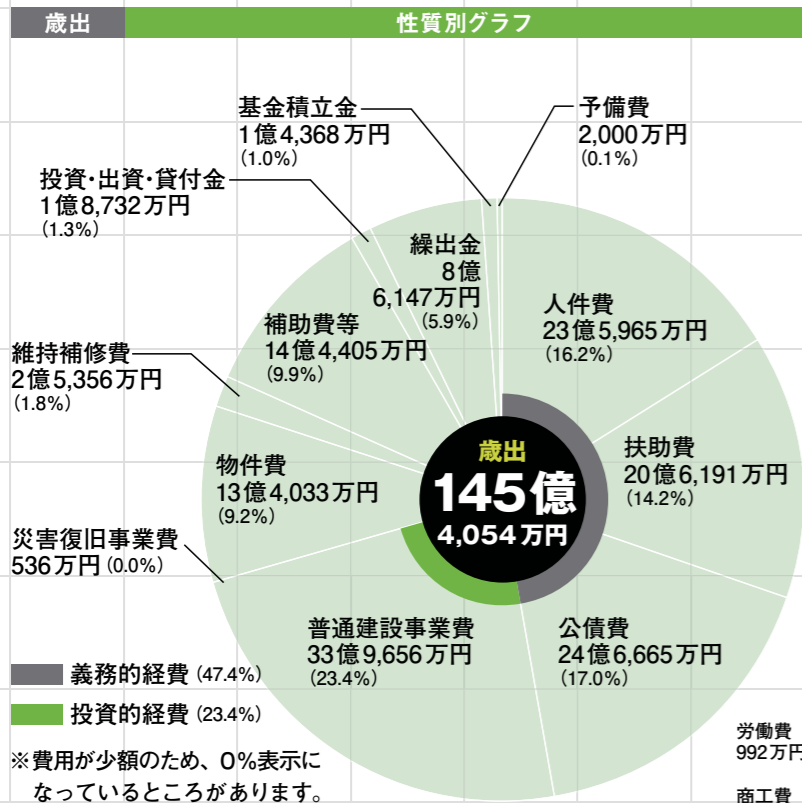 歳出
性質別グラフ
基金積立金
1億4,368万円
(1.0%)
予備費
2,000万円
(0.1%)
投資・出資・貸付金
1億8,732万円
(1.3%)
繰出金
8億
6,147万円
(5.9%)
人件費
23億5,965万円
(16.2%)
補助費等
14億4,405万円
(9.9%)
維持補修費
2億5,356万円
(1.8%)
扶助費
20億6,191万円
(14.2%)
歳出
145億
4,054万円
物件費
13億4,033万円
(9.2%)
災害復旧事業費
536万円(0.0%)
普通建設事業費
33億9,656万円
(23.4%)
公債費
24億6,665万円
(17.0%)
義務的経費(47.4%)
投資的経費(23.4%)
※費用が少額のため、0%表示に
なっているところがあります。
労働費
992万円
商工費